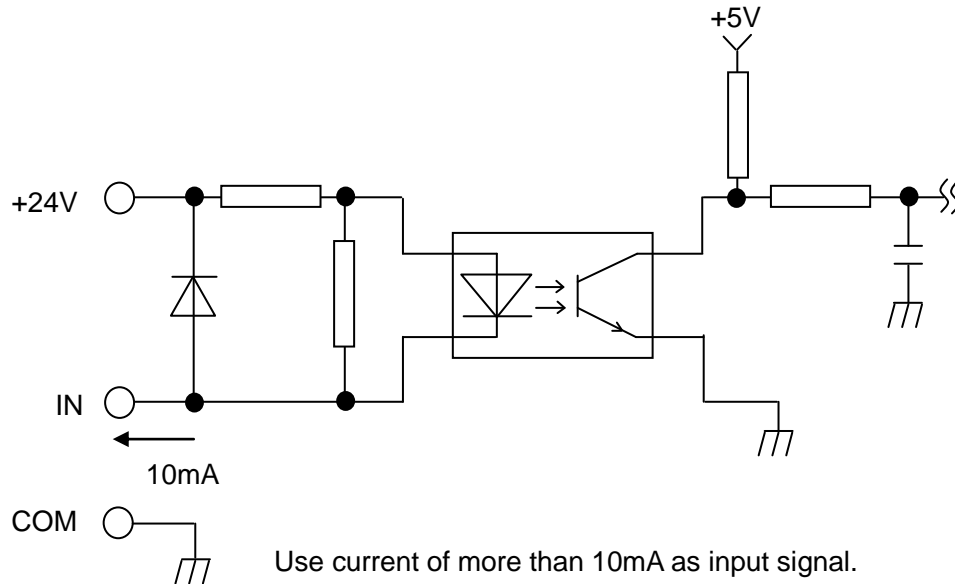 +5V
+24V
IN
10mA
COM
Use current of more than 10mA as input signal.